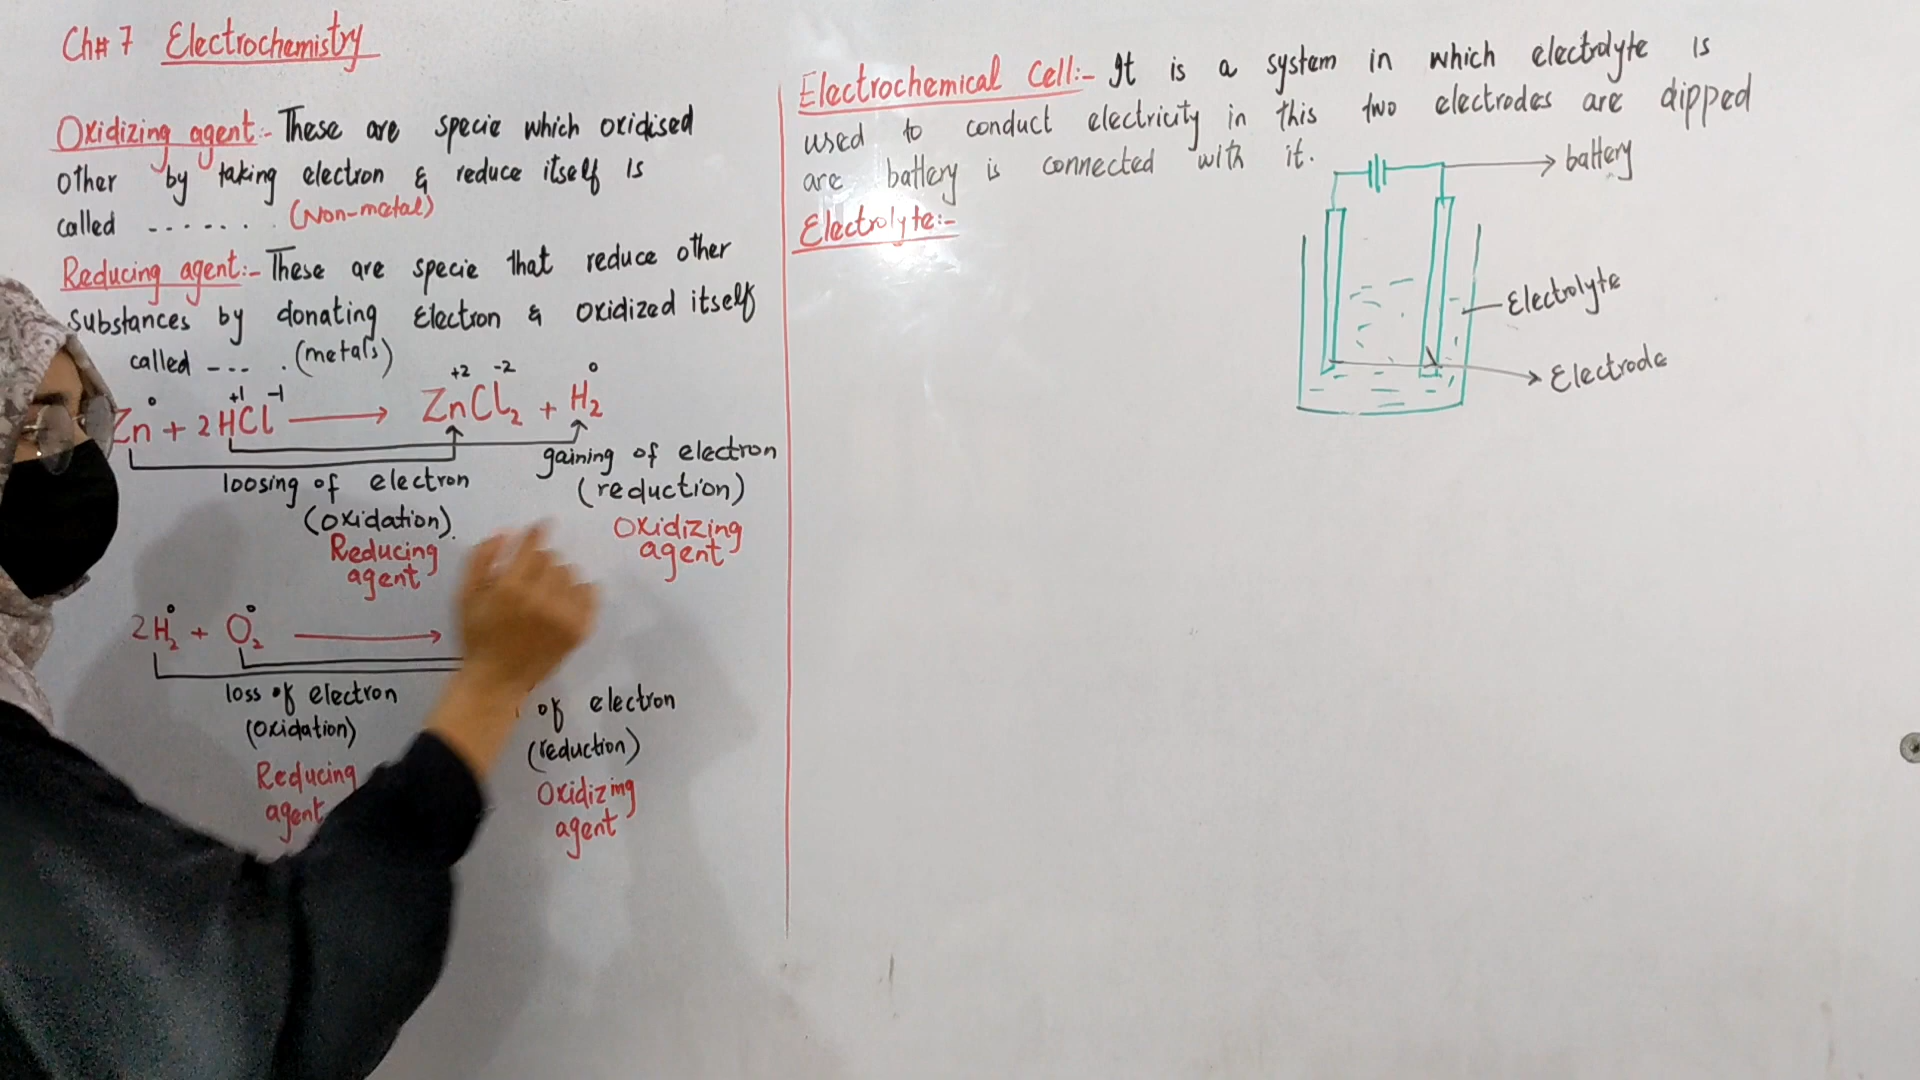 Ch# 7 Electrochemistry
Oxidizing agent:- These are specie which oxidised
other by taking electron & reduce itself is
called ....... (Non-metal)
Reducing agent:- These are specie that reduce other
Substances by donating Electron & Oxidized itself
called ---. (metals)
0 +1 -1 +2 -2 0
Zn + 2HCl ⟶ ZnCl₂ + H₂
loosing of electron
(oxidation).
Reducing
agent
gaining of electron
(reduction)
Oxidizing
agent
0 0
2H₂ + O₂ ⟶
loss of electron
(oxidation)
Reducing
agent
of electron
(reduction)
Oxidizing
agent
Electrochemical Cell:- It is a system in which electrolyte is
used to conduct electricity in this two electrodes are dipped
are battery is connected with it.
Electrolyte:-
battery
Electrolyte
Electrode